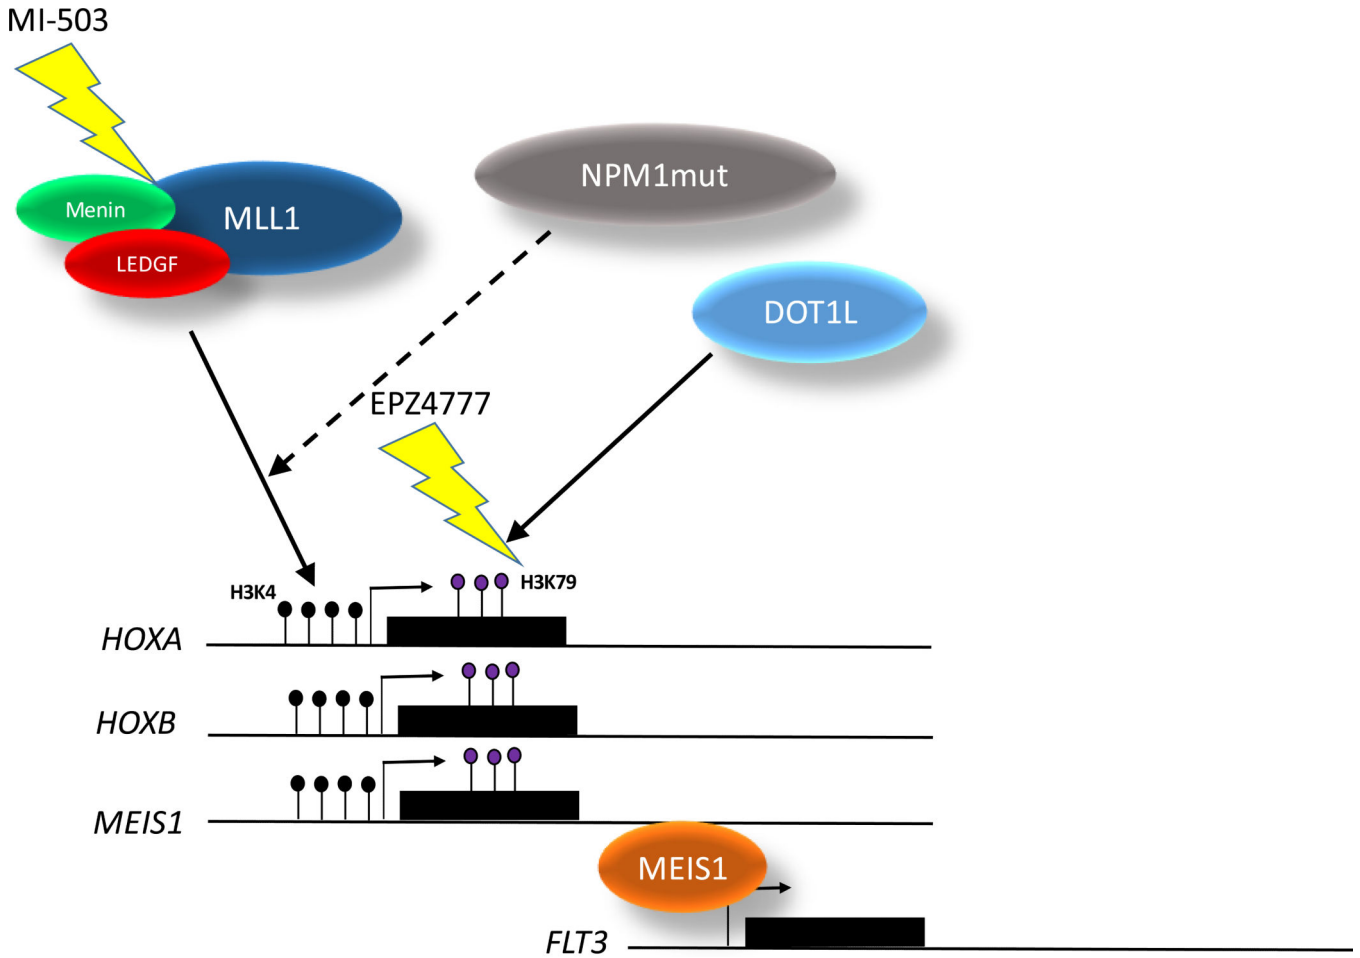 MI-503
NPM1mut
Menin
MLL1
LEDGF
DOT1L
EPZ4777
H3K4
H3K79
HOXA
HOXB
MEIS1
MEIS1
FLT3